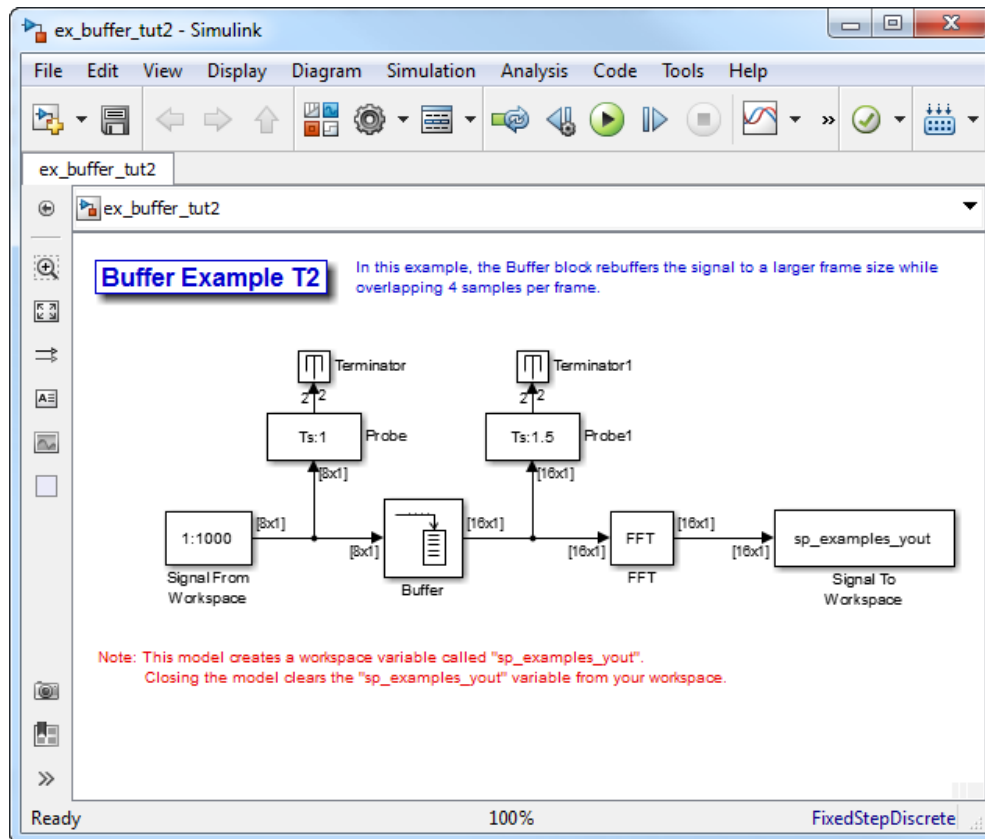 ex_buffer_tut2 - Simulink
File Edit View Display Diagram Simulation Analysis Code Tools Help
ex_buffer_tut2
ex_buffer_tut2
Buffer Example T2
In this example, the Buffer block rebuffers the signal to a larger frame size while
overlapping 4 samples per frame.
Terminator
Terminator1
2 2
2 2
Ts:1
Probe
Ts:1.5
Probe1
[8x1]
[16x1]
1:1000
[8x1]
[8x1]
[16x1]
[16x1]
FFT
[16x1]
[16x1]
sp_examples_yout
Signal From
Workspace
Buffer
FFT
Signal To
Workspace
Note: This model creates a workspace variable called "sp_examples_yout".
Closing the model clears the "sp_examples_yout" variable from your workspace.
Ready
100%
FixedStepDiscrete